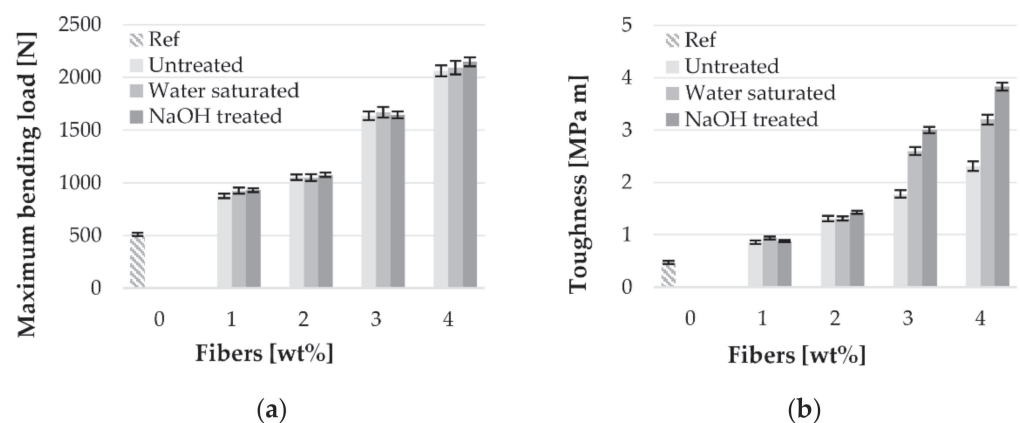 Maximum bending load [N]
2500
2000
1500
1000
500
0
Ref
Untreated
Water saturated
NaOH treated
0 1 2 3 4
Fibers [wt%]
(a)
Toughness [MPa m]
5
4
3
2
1
0
Ref
Untreated
Water saturated
NaOH treated
0 1 2 3 4
Fibers [wt%]
(b)